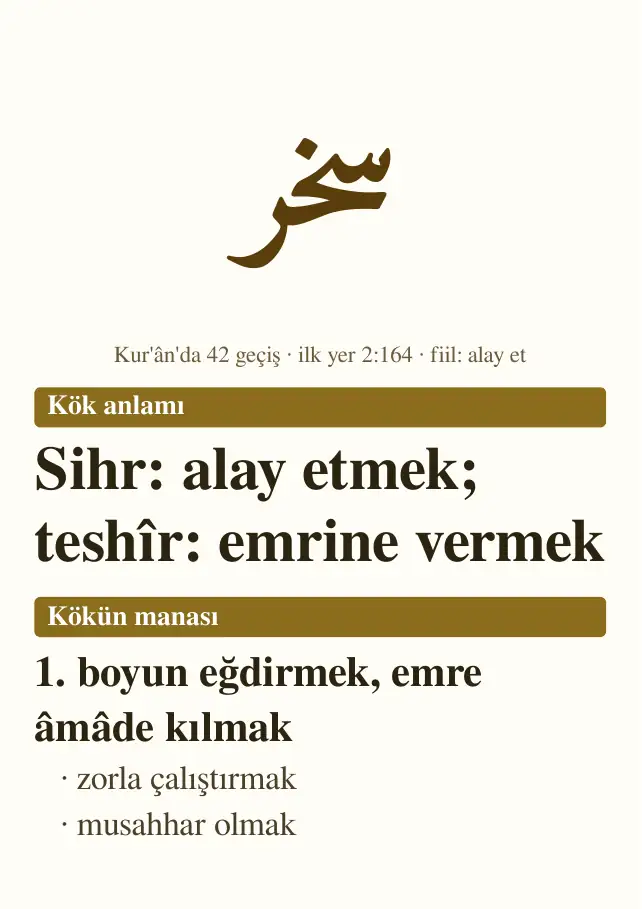 سخر
Kur'ân'da 42 geçiş · ilk yer 2:164 · fiil: alay et
Kök anlamı
Sihr: alay etmek;
teshîr: emrine vermek
Kökün manası
1. boyun eğdirmek, emre
âmâde kılmak
· zorla çalıştırmak
· musahhar olmak